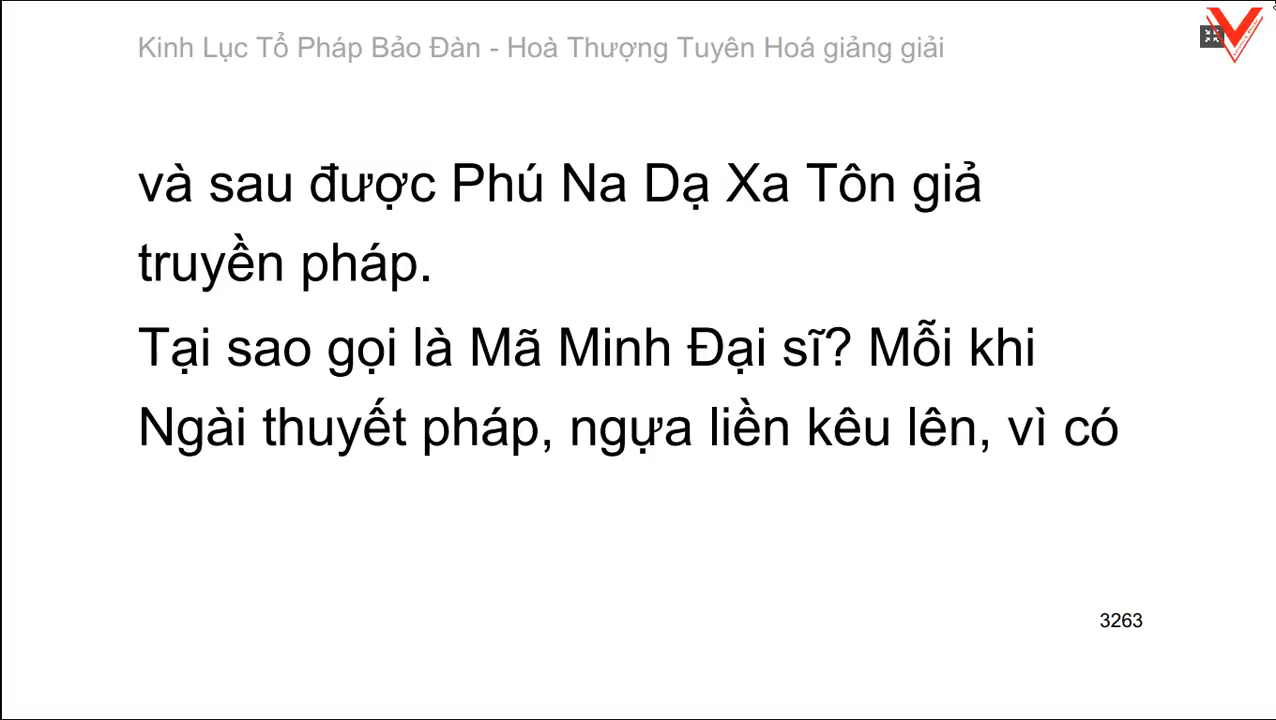 Kinh Lục Tổ Pháp Bảo Đàn - Hoà Thượng Tuyên Hoá giảng giải
và sau được Phú Na Dạ Xa Tôn giả
truyền pháp.
Tại sao gọi là Mã Minh Đại sĩ? Mỗi khi
Ngài thuyết pháp, ngựa liền kêu lên, vì có
3263